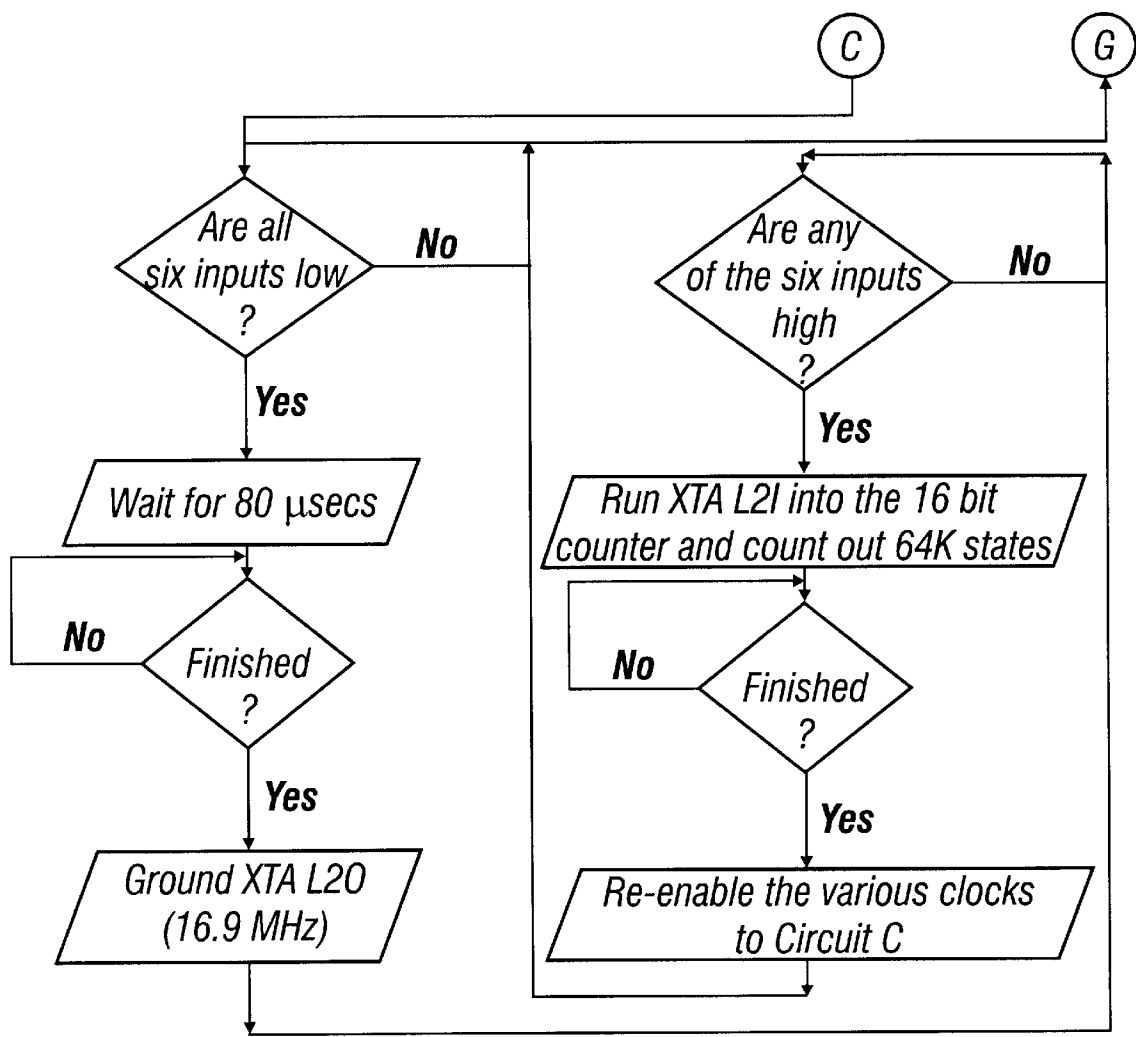 C
G
Are all
six inputs low
?
No
Yes
Wait for 80 μsecs
No
Finished
?
Yes
Ground XTA L2O
(16.9 MHz)
Are any
of the six inputs
high
?
No
Yes
Run XTA L2I into the 16 bit
counter and count out 64K states
No
Finished
?
Yes
Re-enable the various clocks
to Circuit C